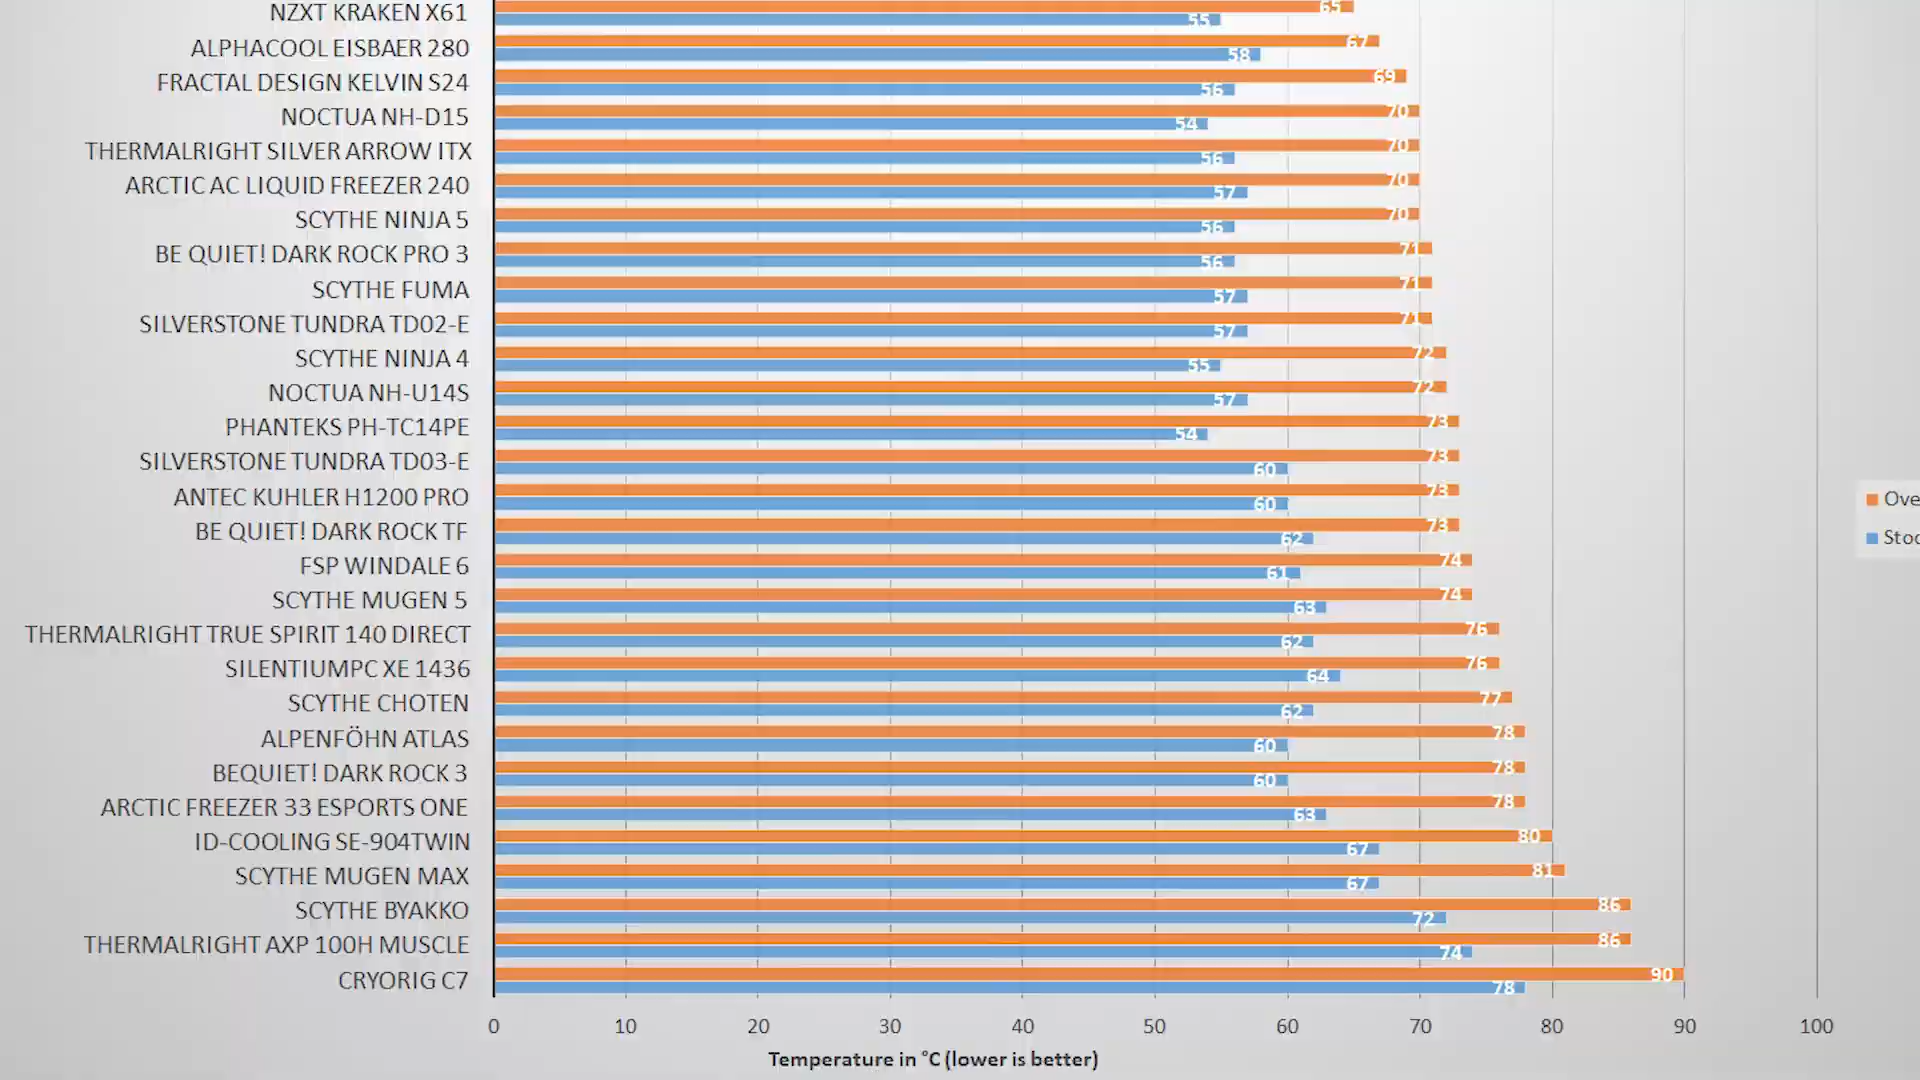 NZXT KRAKEN X61 65 55
ALPHACOOL EISBAER 280 67 58
FRACTAL DESIGN KELVIN S24 69 56
NOCTUA NH-D15 70 54
THERMALRIGHT SILVER ARROW ITX 70 56
ARCTIC AC LIQUID FREEZER 240 70 57
SCYTHE NINJA 5 70 56
BE QUIET! DARK ROCK PRO 3 71 56
SCYTHE FUMA 71 57
SILVERSTONE TUNDRA TD02-E 71 57
SCYTHE NINJA 4 72 55
NOCTUA NH-U14S 72 57
PHANTEKS PH-TC14PE 73 54
SILVERSTONE TUNDRA TD03-E 73 60
ANTEC KUHLER H1200 PRO 73 60
BE QUIET! DARK ROCK TF 73 62
FSP WINDALE 6 74 61
SCYTHE MUGEN 5 74 63
THERMALRIGHT TRUE SPIRIT 140 DIRECT 76 62
SILENTIUMPC XE 1436 76 64
SCYTHE CHOTEN 77 62
ALPENFÖHN ATLAS 78 60
BEQUIET! DARK ROCK 3 78 60
ARCTIC FREEZER 33 ESPORTS ONE 78 63
ID-COOLING SE-904TWIN 80 67
SCYTHE MUGEN MAX 81 67
SCYTHE BYAKKO 86 72
THERMALRIGHT AXP 100H MUSCLE 86 74
CRYORIG C7 90 78
0 10 20 30 40 50 60 70 80 90 100
Temperature in °C (lower is better)
Ove
Stoc